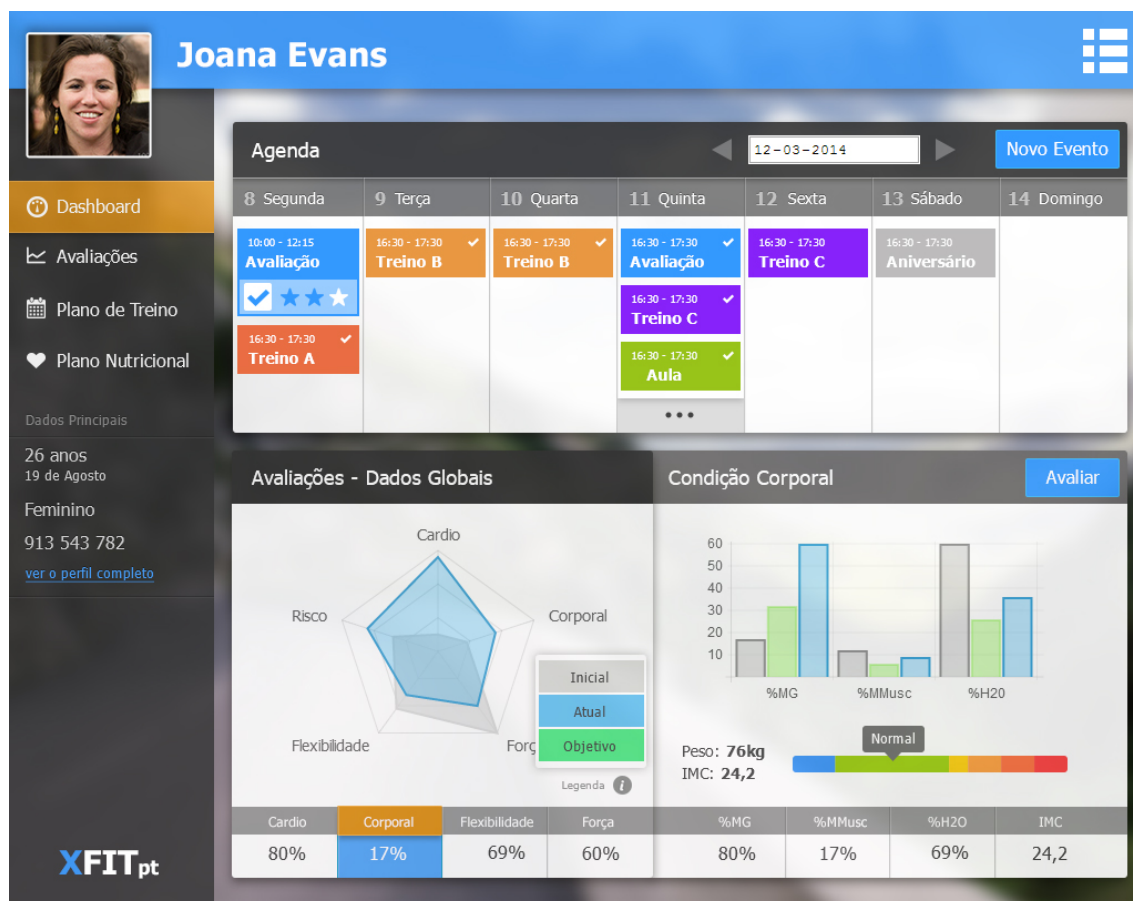 Joana Evans
Dashboard
Avaliações
Plano de Treino
Plano Nutricional
Dados Principais
26 anos
19 de Agosto
Feminino
913 543 782
ver o perfil completo
XFITpt
Agenda
12-03-2014
Novo Evento
8 Segunda
9 Terça
10 Quarta
11 Quinta
12 Sexta
13 Sábado
14 Domingo
10:00 - 12:15
Avaliação
16:30 - 17:30
Treino A
16:30 - 17:30
Treino B
16:30 - 17:30
Treino B
16:30 - 17:30
Avaliação
16:30 - 17:30
Treino C
16:30 - 17:30
Aula
16:30 - 17:30
Treino C
16:30 - 17:30
Aniversário
Avaliações - Dados Globais
Cardio
Risco
Corporal
Flexibilidade
Forç
Inicial
Atual
Objetivo
Legenda i
Cardio Corporal Flexibilidade Força
80% 17% 69% 60%
Condição Corporal
Avaliar
60
50
40
30
20
10
%MG %MMusc %H20
Normal
Peso: 76kg
IMC: 24,2
%MG %MMusc %H2O IMC
80% 17% 69% 24,2